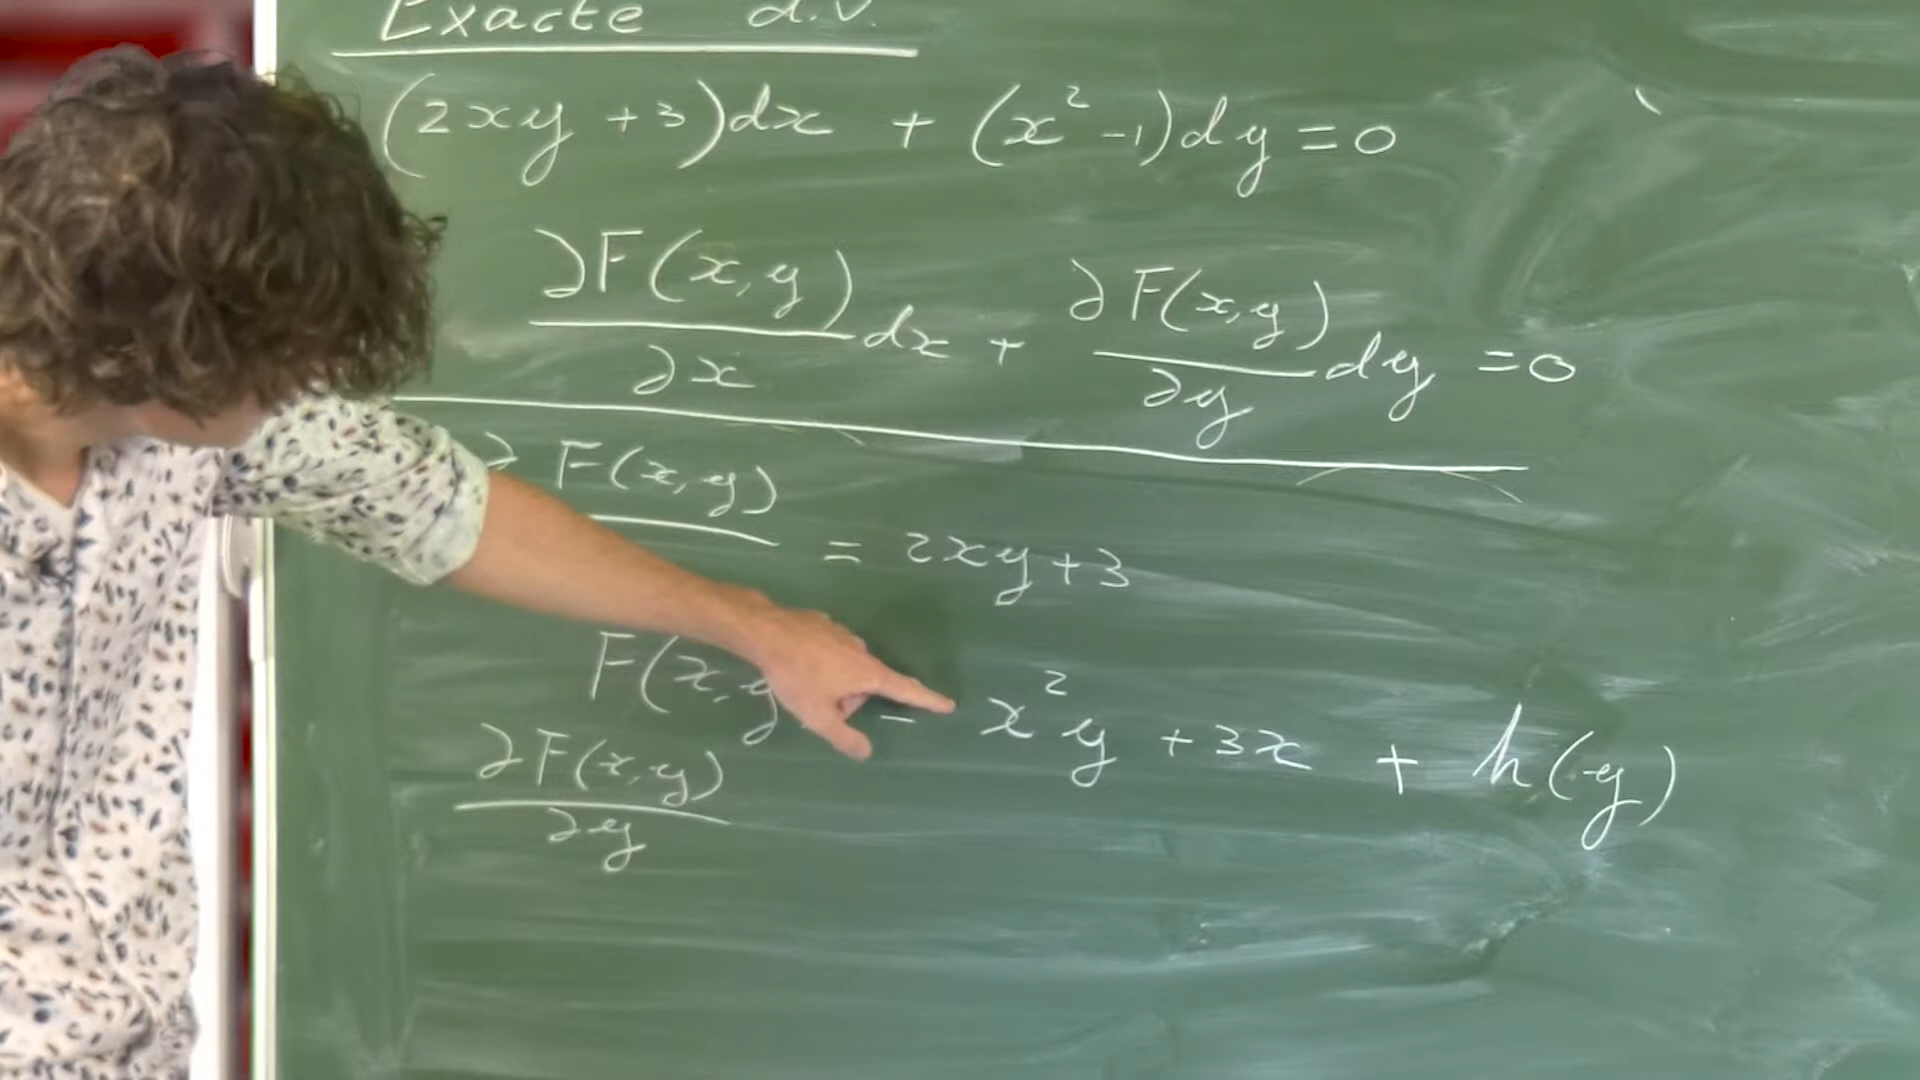 Exacte d.v.
(2xy + 3)dx + (x² - 1)dy = 0
∂F(x,y)/∂x dx + ∂F(x,y)/∂y dy = 0
∂F(x,y) = 2xy + 3
F(x,y = x²y + 3x + h(y)
∂F(x,y)/∂y